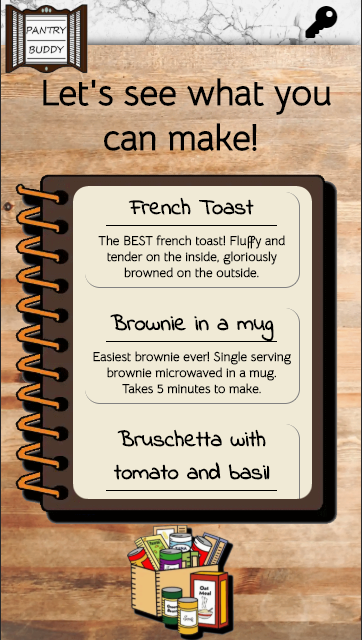 PANTRY
BUDDY
Let's see what you
can make!
French Toast
The BEST french toast! Fluffy and
tender on the inside, gloriously
browned on the outside.
Brownie in a mug
Easiest brownie ever! Single serving
brownie microwaved in a mug.
Takes 5 minutes to make.
Bruschetta with
tomato and basil
Oat
Meal